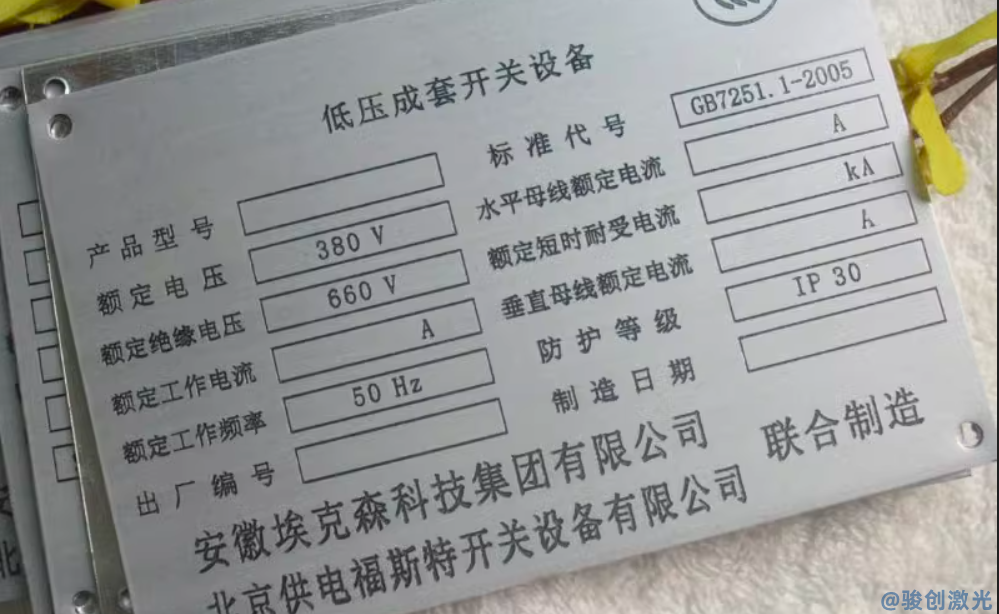 低压成套开关设备
产品型号
额定电压 380 V
额定绝缘电压 660 V
额定工作电流 A
额定工作频率 50 Hz
出厂编号
标准代号 GB7251.1-2005
水平母线额定电流 A
额定短时耐受电流 kA
垂直母线额定电流 A
防护等级 IP 30
制造日期
安徽埃克森科技集团有限公司
北京供电福斯特开关设备有限公司
联合制造
北
@骏创激光